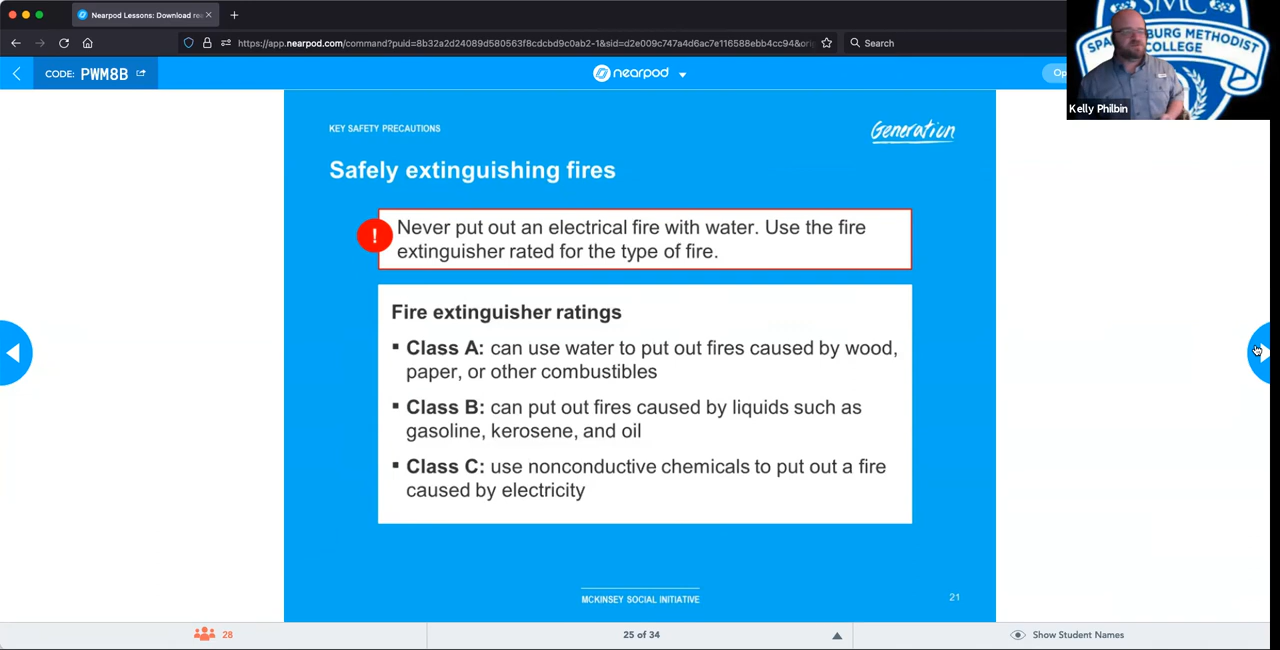 Nearpod Lessons: Download re
https://app.nearpod.com/command?puid=8b32a2d24089d580563f8cdcbd9c0ab2-1&sid=d2e009c747a4d6ac7e116588ebb4cc94&ori
Search
CODE: PWM8B
nearpod
Op
SMC
METHODIST
COLLEGE
Kelly Philbin
KEY SAFETY PRECAUTIONS
Generation
Safely extinguishing fires
!
Never put out an electrical fire with water. Use the fire
extinguisher rated for the type of fire.
Fire extinguisher ratings
▪ Class A: can use water to put out fires caused by wood,
paper, or other combustibles
▪ Class B: can put out fires caused by liquids such as
gasoline, kerosene, and oil
▪ Class C: use nonconductive chemicals to put out a fire
caused by electricity
MCKINSEY SOCIAL INITIATIVE
21
28
25 of 34
Show Student Names